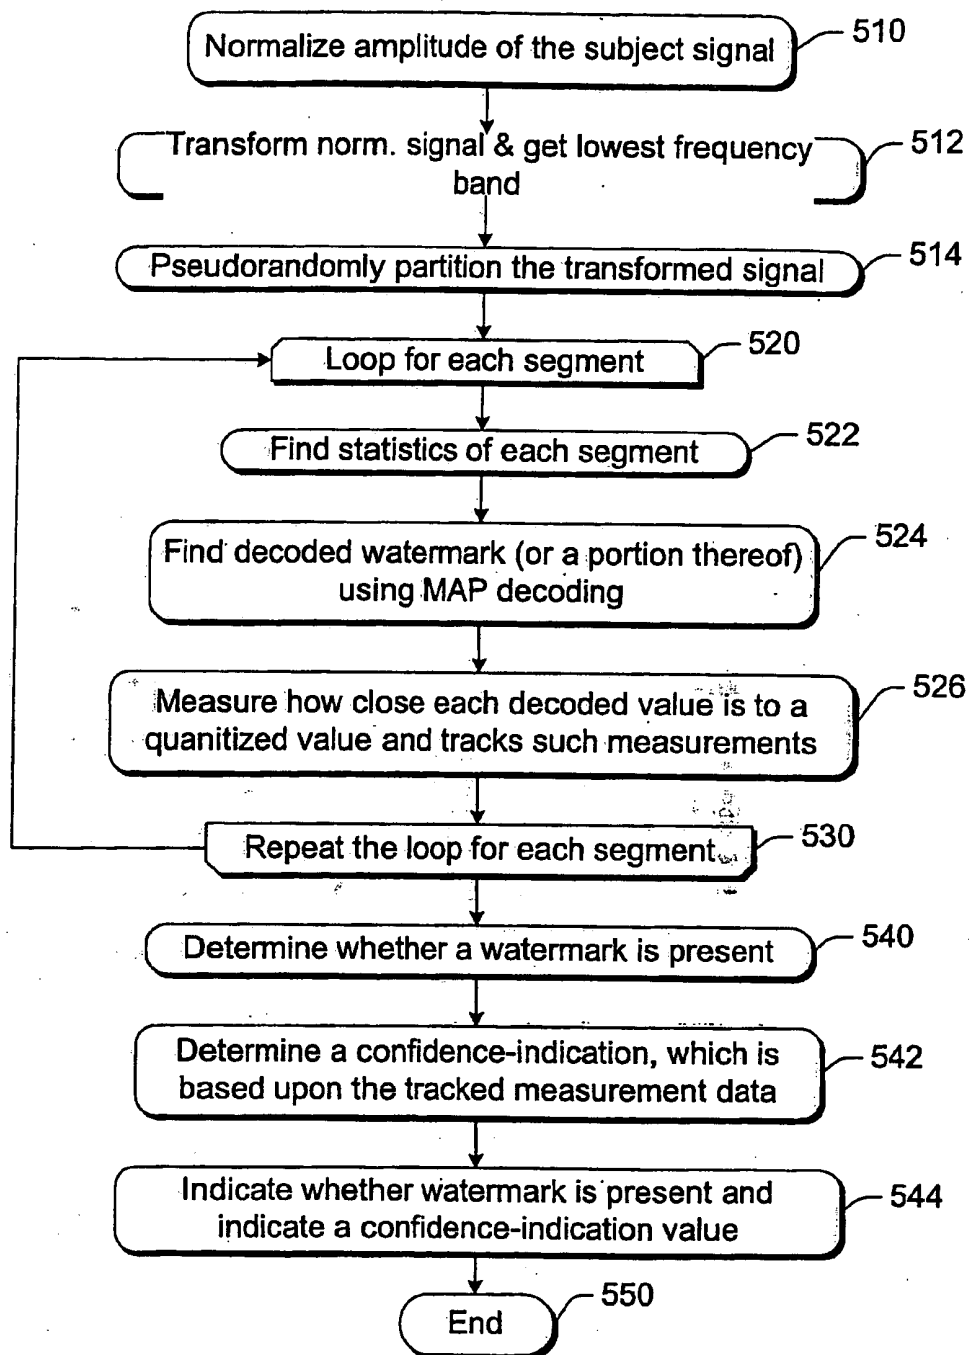 Normalize amplitude of the subject signal
510
Transform norm. signal & get lowest frequency
band
512
Pseudorandomly partition the transformed signal
514
Loop for each segment
520
Find statistics of each segment
522
Find decoded watermark (or a portion thereof)
using MAP decoding
524
Measure how close each decoded value is to a
quanitized value and tracks such measurements
526
Repeat the loop for each segment
530
Determine whether a watermark is present
540
Determine a confidence-indication, which is
based upon the tracked measurement data
542
Indicate whether watermark is present and
indicate a confidence-indication value
544
End
550